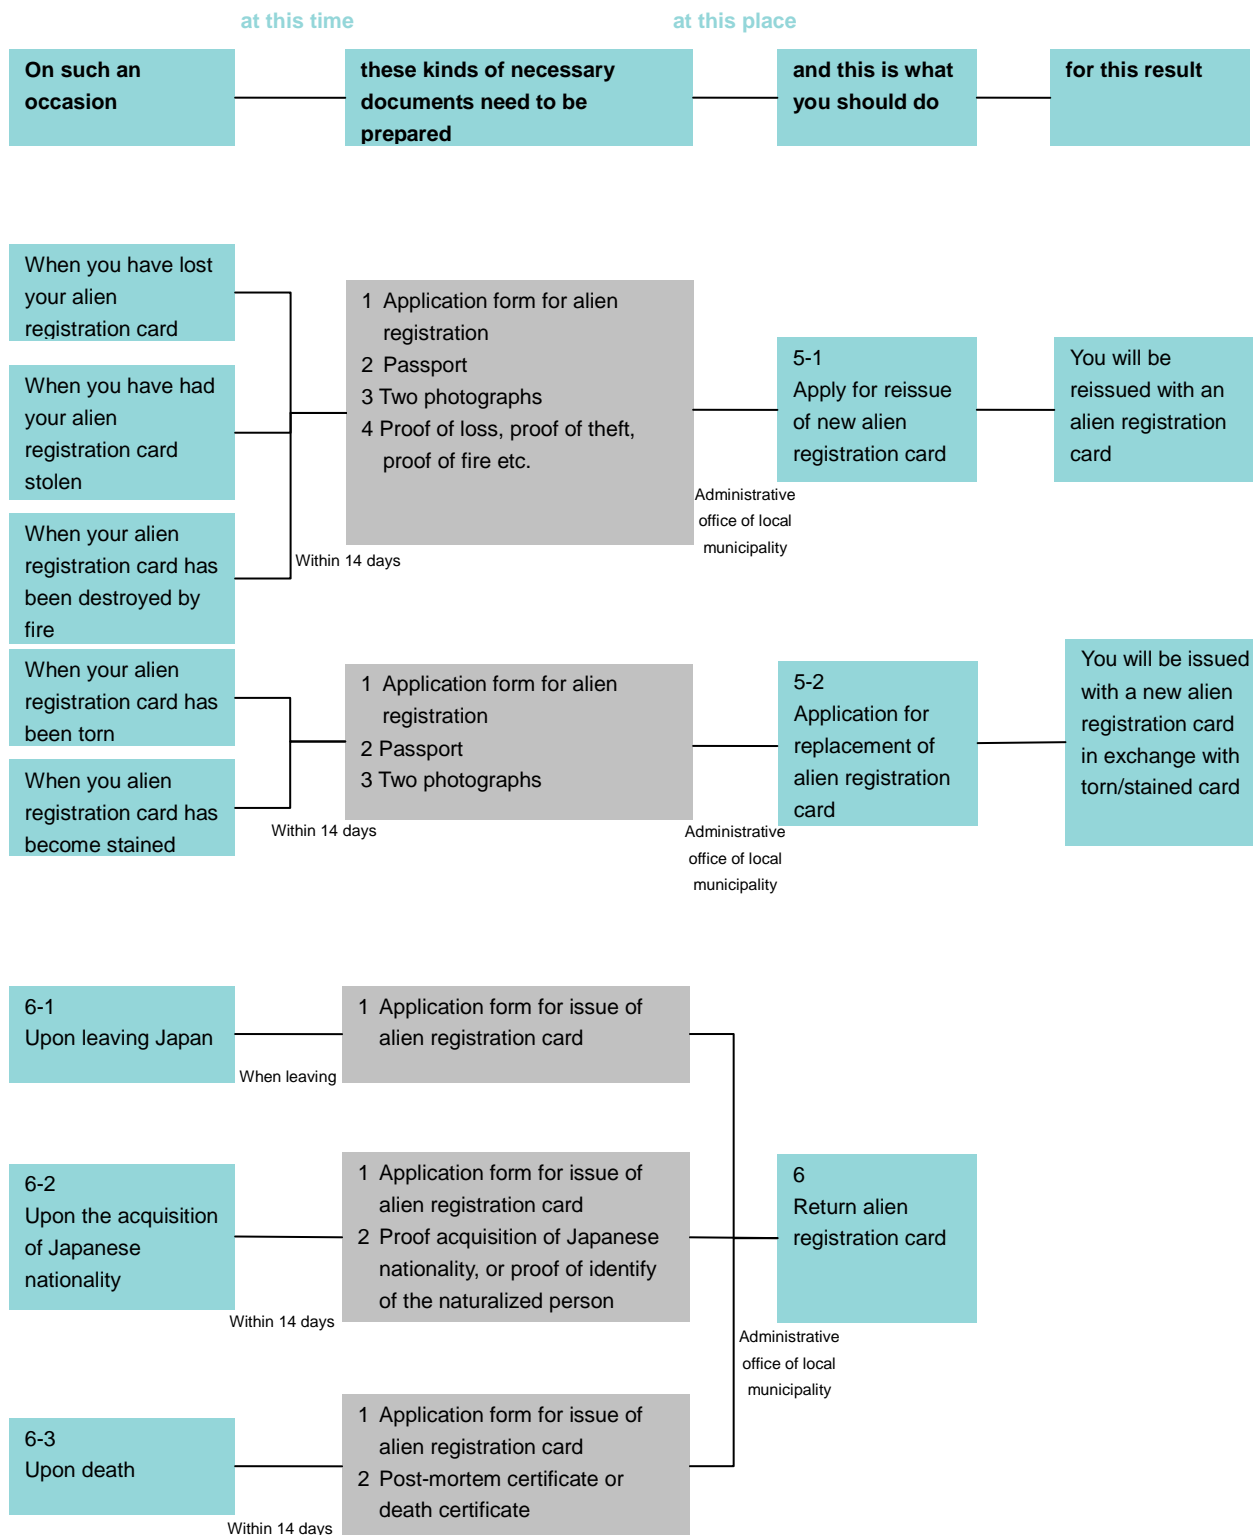 at this time
at this place
On such an
occasion
these kinds of necessary
documents need to be
prepared
and this is what
you should do
for this result
When you have lost
your alien
registration card
When you have had
your alien
registration card
stolen
When your alien
registration card has
been destroyed by
fire
Within 14 days
1 Application form for alien
registration
2 Passport
3 Two photographs
4 Proof of loss, proof of theft,
proof of fire etc.
Administrative
office of local
municipality
5-1
Apply for reissue
of new alien
registration card
You will be
reissued with an
alien registration
card
When your alien
registration card has
been torn
When you alien
registration card has
become stained
Within 14 days
1 Application form for alien
registration
2 Passport
3 Two photographs
Administrative
office of local
municipality
5-2
Application for
replacement of
alien registration
card
You will be issued
with a new alien
registration card
in exchange with
torn/stained card
6-1
Upon leaving Japan
When leaving
1 Application form for issue of
alien registration card
6-2
Upon the acquisition
of Japanese
nationality
Within 14 days
1 Application form for issue of
alien registration card
2 Proof acquisition of Japanese
nationality, or proof of identify
of the naturalized person
6
Return alien
registration card
Administrative
office of local
municipality
6-3
Upon death
Within 14 days
1 Application form for issue of
alien registration card
2 Post-mortem certificate or
death certificate